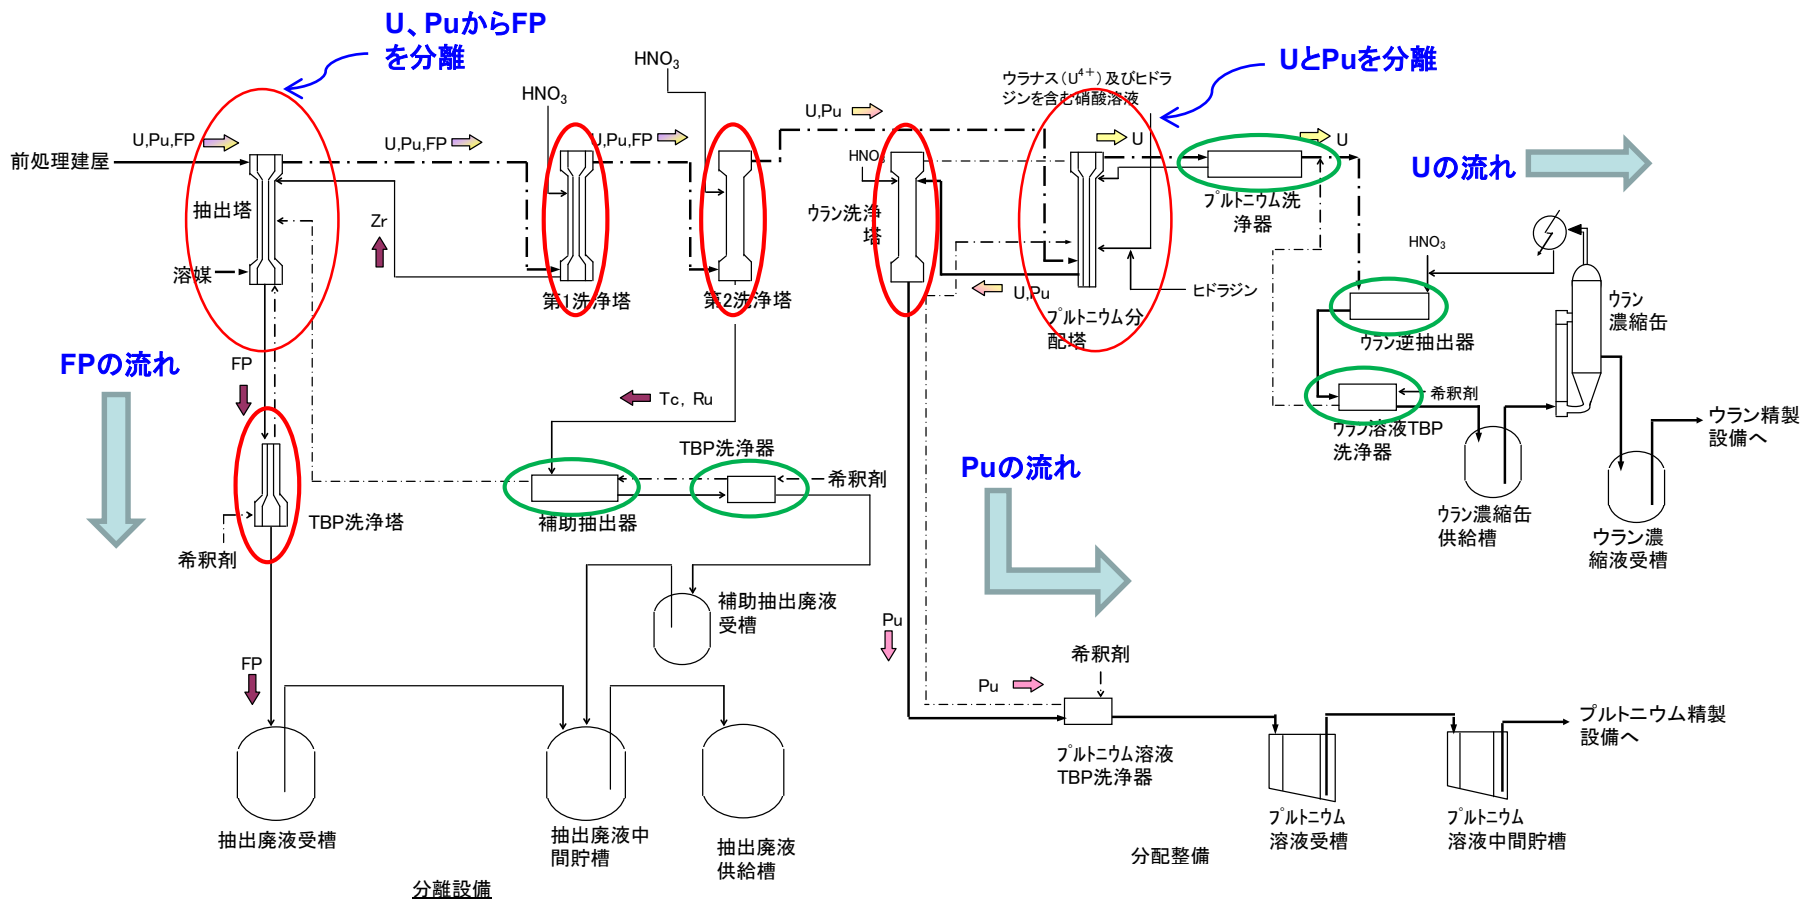 U、PuからFP
を分離
HNO3
HNO3
U,Pu
ウラナス（U4＋）及びヒドラ
ジンを含む硝酸溶液
UとPuを分離
U,Pu,FP
U,Pu,FP
U,Pu,FP
U
U
前処理建屋
HNO3
Uの流れ
抽出塔
Zr
ウラン洗浄
塔
プルトニウム洗
浄器
HNO3
溶媒
第1洗浄塔
第2洗浄塔
U,Pu
ヒドラジン
ウラン
濃縮缶
プルトニウム分
配塔
ウラン逆抽出器
FPの流れ
FP
Tc, Ru
希釈剤
ウラン精製
設備へ
ウラン溶液TBP
洗浄器
TBP洗浄器
希釈剤
Puの流れ
TBP洗浄塔
補助抽出器
ウラン濃縮缶
供給槽
ウラン濃
縮液受槽
希釈剤
補助抽出廃液
受槽
Pu
希釈剤
FP
Pu
プルトニウム精製
設備へ
プルトニウム溶液
TBP洗浄器
抽出廃液受槽
抽出廃液中
間貯槽
抽出廃液
供給槽
プルトニウム
溶液受槽
プルトニウム
溶液中間貯槽
分配整備
分離設備